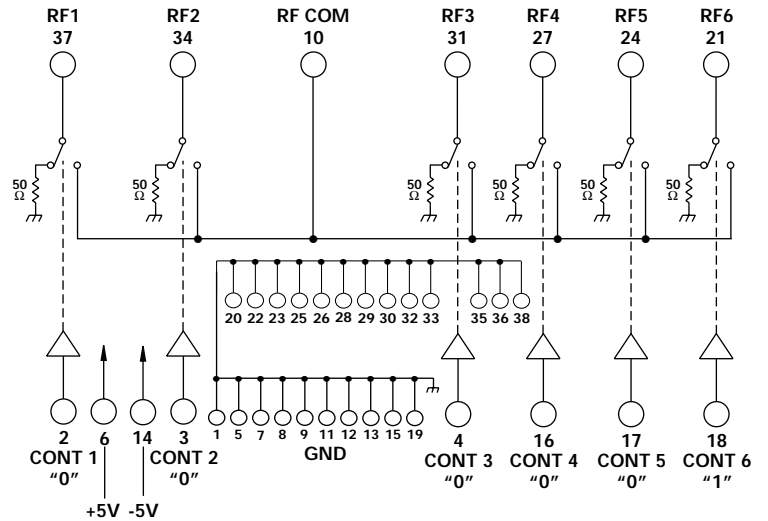 RF1 RF2 RF COM RF3 RF4 RF5 RF6
37 34 10 31 27 24 21
50 Ω 50 Ω 50 Ω 50 Ω 50 Ω 50 Ω
20 22 23 25 26 28 29 30 32 33 35 36 38
1 5 7 8 9 11 12 13 15 19
GND
2 6 14 3 4 16 17 18
CONT 1 CONT 2 CONT 3 CONT 4 CONT 5 CONT 6
“0” “0” “0” “0” “0” “1”
+5V -5V